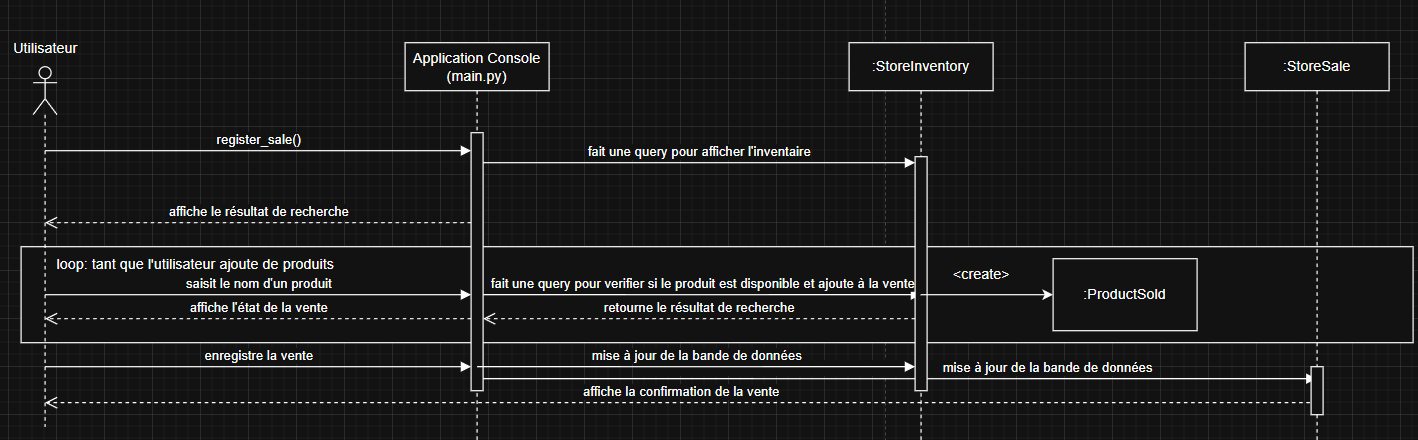 Utilisateur
Application Console
(main.py)
:StoreInventory
:StoreSale
register_sale()
fait une query pour afficher l'inventaire
affiche le résultat de recherche
loop: tant que l'utilisateur ajoute de produits
<create>
saisit le nom d'un produit
fait une query pour verifier si le produit est disponible et ajoute à la vente
:ProductSold
affiche l'état de la vente
retourne le résultat de recherche
enregistre la vente
mise à jour de la bande de données
mise à jour de la bande de données
affiche la confirmation de la vente